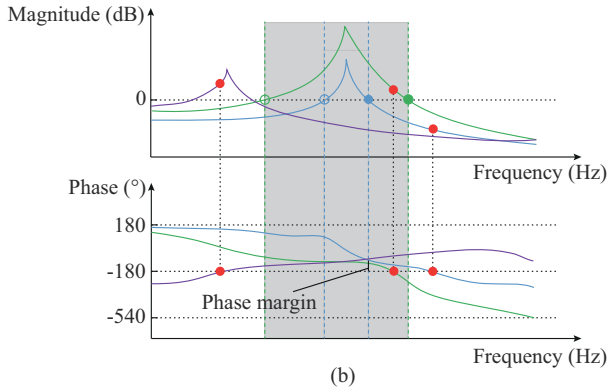 Magnitude (dB)
0
Frequency (Hz)
Phase (°)
180
-180
Phase margin
-540
Frequency (Hz)
(b)